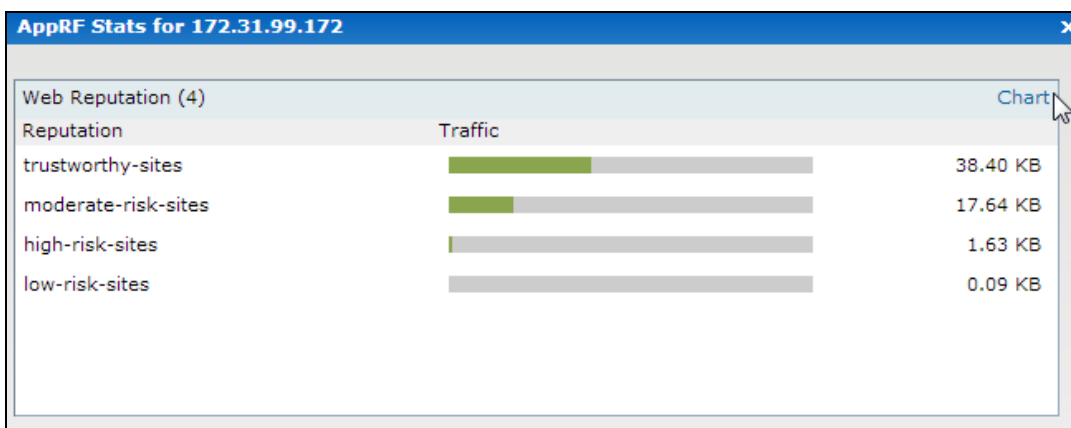 AppRF Stats for 172.31.99.172 x
Web Reputation (4) Chart
Reputation Traffic
trustworthy-sites 38.40 KB
moderate-risk-sites 17.64 KB
high-risk-sites 1.63 KB
low-risk-sites 0.09 KB